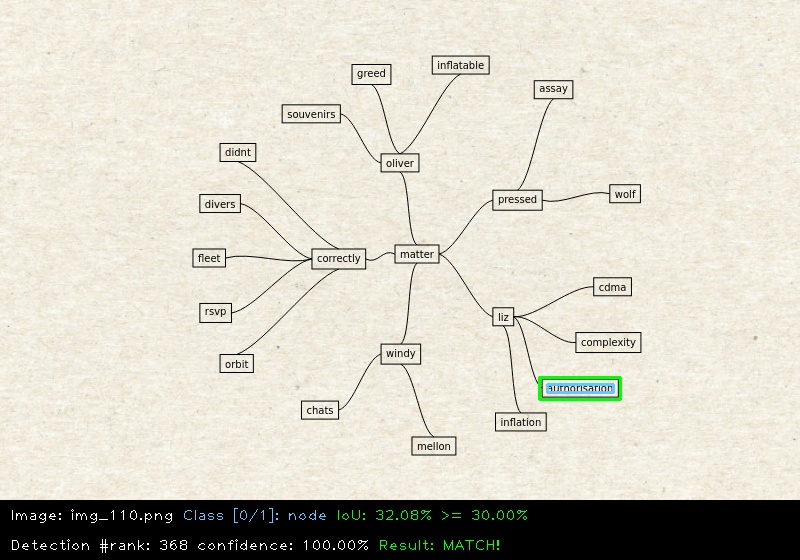 inflatable
greed
assay
souvenirs
didnt
oliver
wolf
pressed
divers
matter
fleet
correctly
cdma
rsvp
liz
complexity
windy
orbit
authorisation
chats
inflation
mellon
Image: img_110.png Class [0/1]: node IoU: 32.08% >= 30.00%
Detection #rank: 368 confidence: 100.00% Result: MATCH!